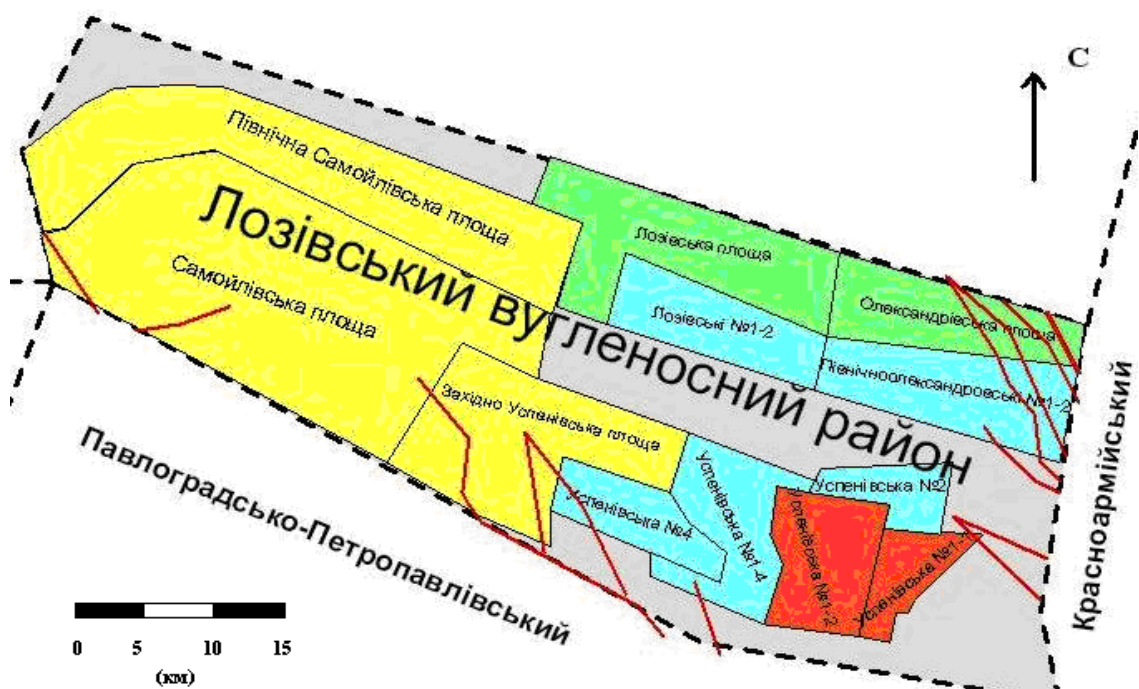 С
Північна Самойлівська площа
Лозівський вугленосний район
Самойлівська площа
Лозівська площа
Олександрівська площа
Лозівські №1-2
Північноолександровські №1-2
Західно Успенівська площа
Успенівська №4
Успенівська №1-4
Успенівська №2
Успенівська №1-2
Успенівська №1-
Павлоградсько-Петропавлівський
Красноармійський
0 5 10 15
(км)